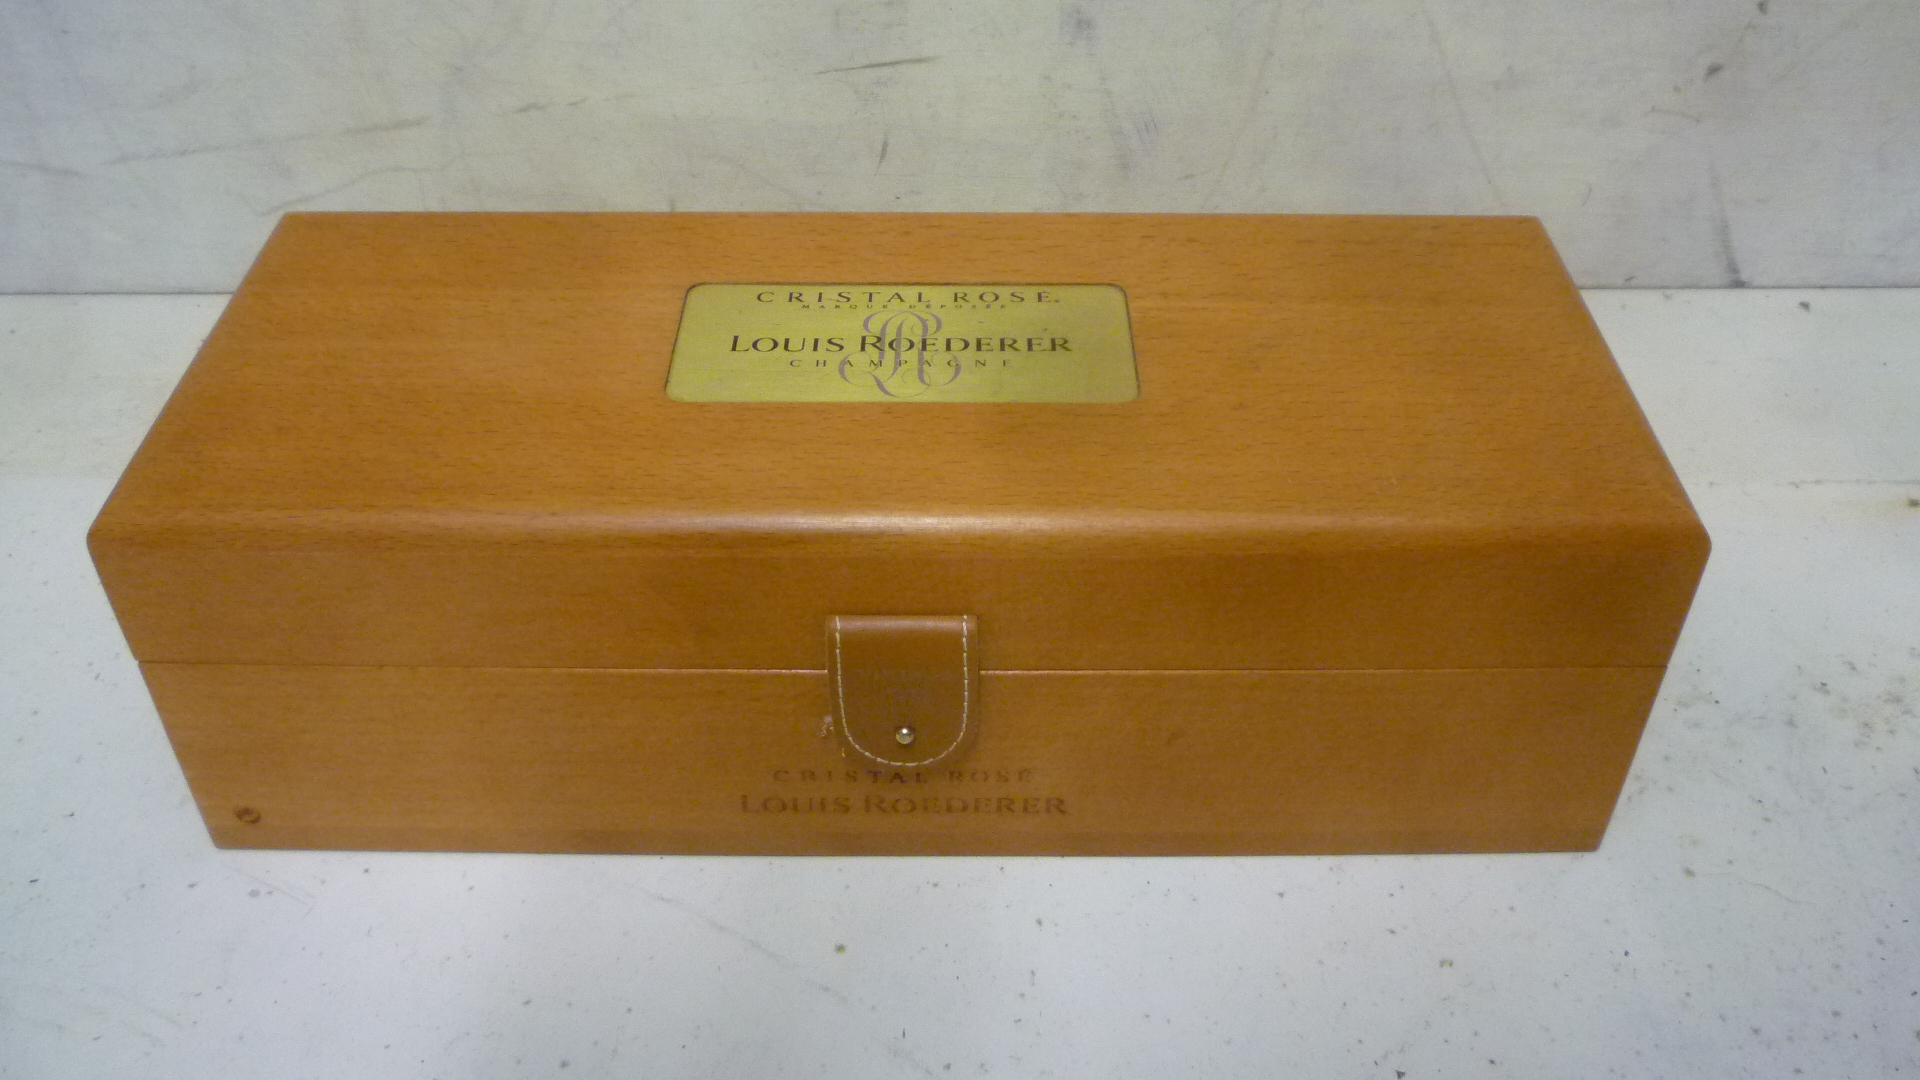 CRISTAL ROSÉ.
MARQUE DÉPOSÉE
LOUIS ROEDERER
CHAMPAGNE
CRISTAL ROSÉ
LOUIS ROEDERER